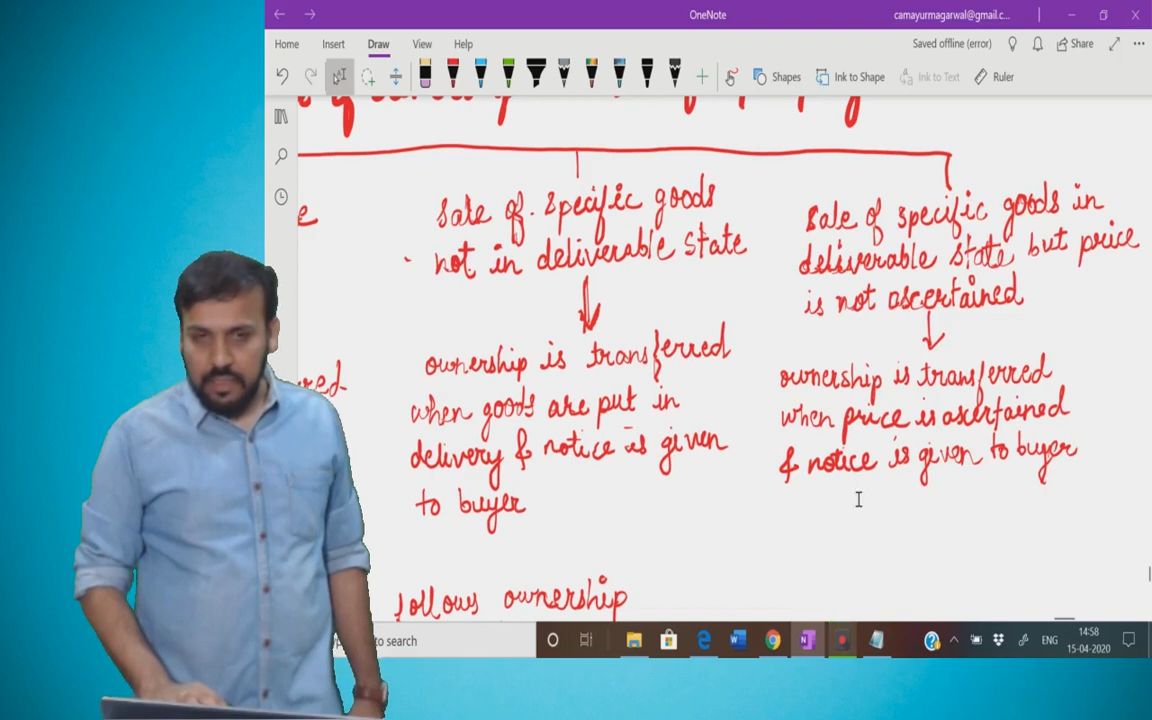 OneNote
camayurmagarwal@gmail.c...
Home Insert Draw View Help
Saved offline (error)
Share
Shapes
Ink to Shape
Ink to Text
Ruler
Sale of specific goods
not in deliverable state
ownership is transferred
when goods are put in
delivery & notice is given
to buyer
Sale of specific goods in
deliverable state but price
is not ascertained
ownership is transferred
when price is ascertained
& notice is given to buyer
follows ownership
to search
ENG
14:58
15-04-2020